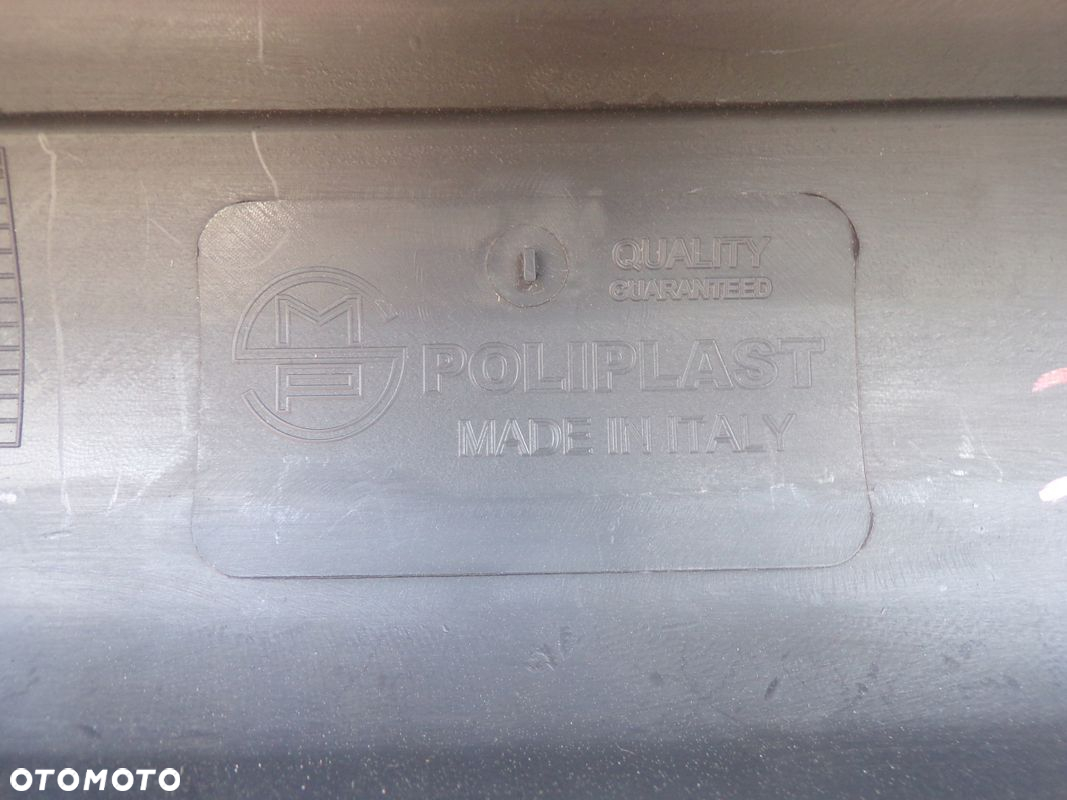 QUALITY
GUARANTEED
MP
POLIPLAST
MADE IN ITALY
OTOMOTO